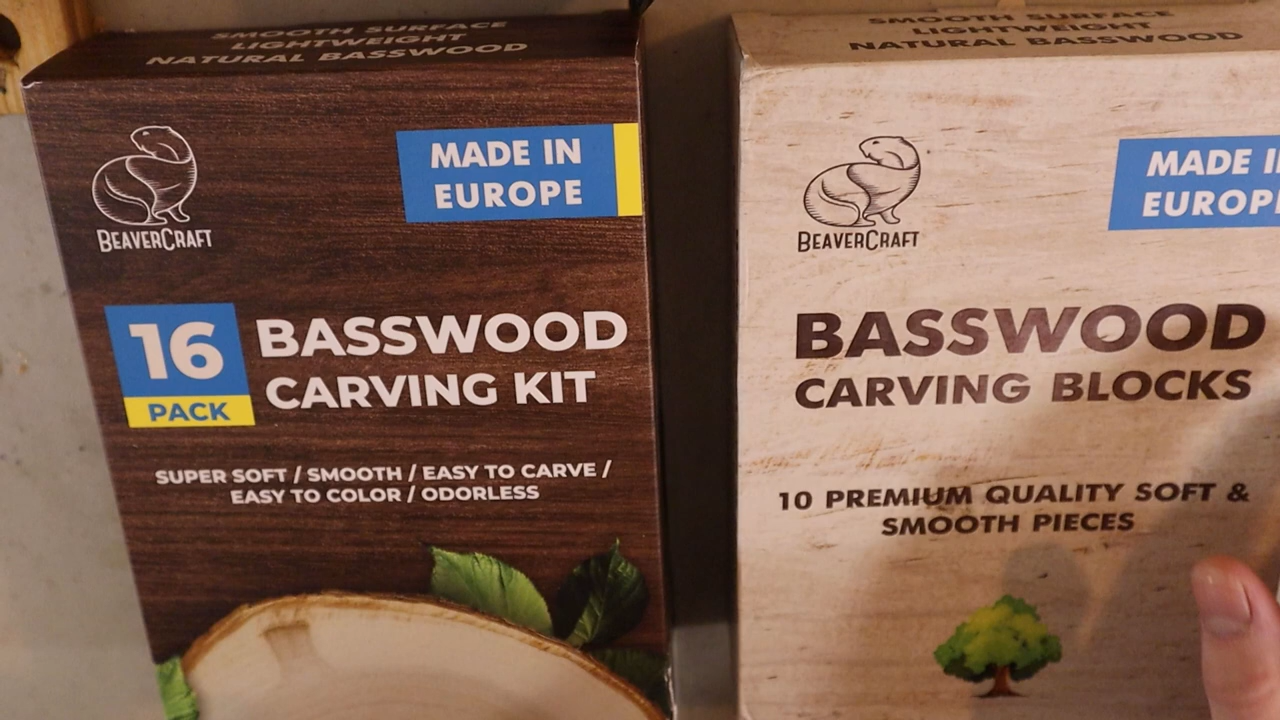 SMOOTH SURFACE
LIGHTWEIGHT
NATURAL BASSWOOD
BEAVERCRAFT
MADE IN
EUROPE
16
PACK
BASSWOOD
CARVING KIT
SUPER SOFT / SMOOTH / EASY TO CARVE /
EASY TO COLOR / ODORLESS
SMOOTH SURFACE
LIGHTWEIGHT
NATURAL BASSWOOD
BEAVERCRAFT
MADE
EUROP
BASSWOOD
CARVING BLOCKS
10 PREMIUM QUALITY SOFT &
SMOOTH PIECES